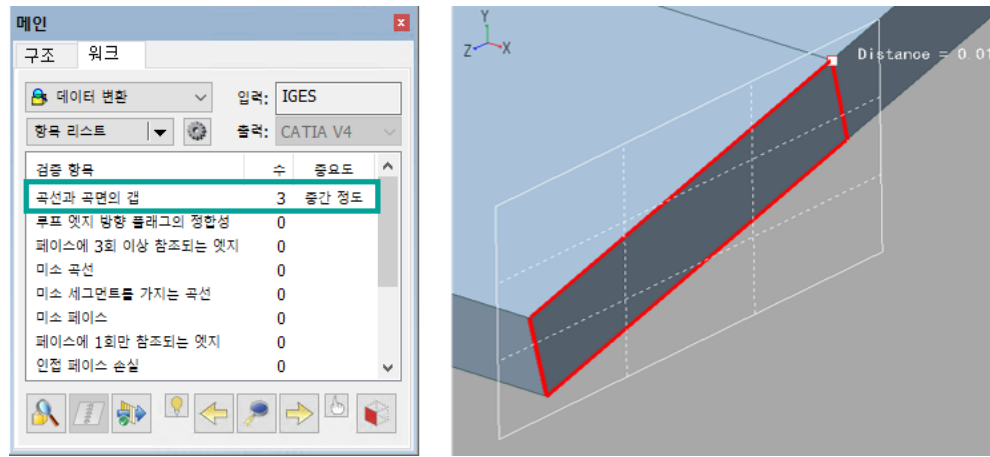 메인
구조 워크
데이터 변환 입력: IGES
항목 리스트 출력: CATIA V4
검증 항목 수 중요도
곡선과 곡면의 갭 3 중간 정도
루프 엣지 방향 플래그의 정합성 0
페이스에 3회 이상 참조되는 엣지 0
미소 곡선 0
미소 세그먼트를 가지는 곡선 0
미소 페이스 0
페이스에 1회만 참조되는 엣지 0
인접 페이스 손실 0
Y
Z X
Distance = 0.01